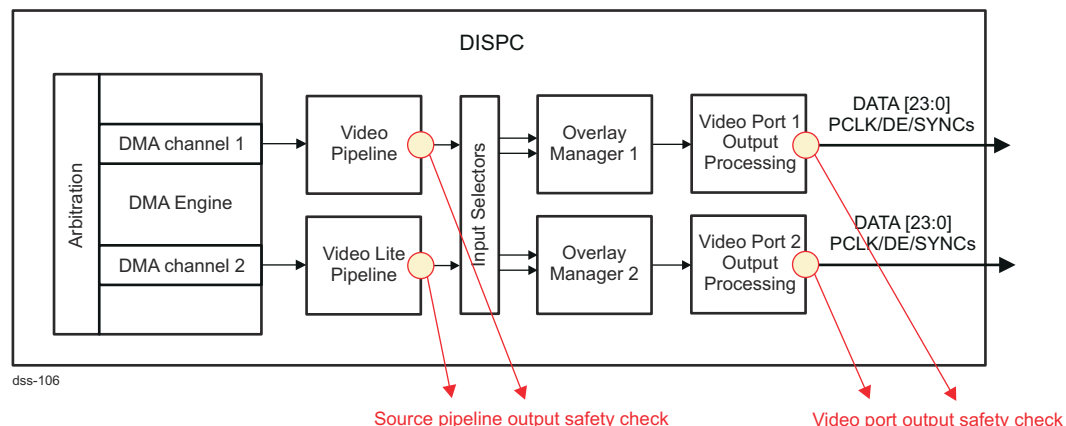 DISPC
Arbitration
DMA channel 1
DMA Engine
DMA channel 2
Video
Pipeline
Video Lite
Pipeline
Input Selectors
Overlay
Manager 1
Overlay
Manager 2
Video Port 1
Output
Processing
Video Port 2
Output
Processing
DATA [23:0]
PCLK/DE/SYNCs
DATA [23:0]
PCLK/DE/SYNCs
dss-106
Source pipeline output safety check
Video port output safety check